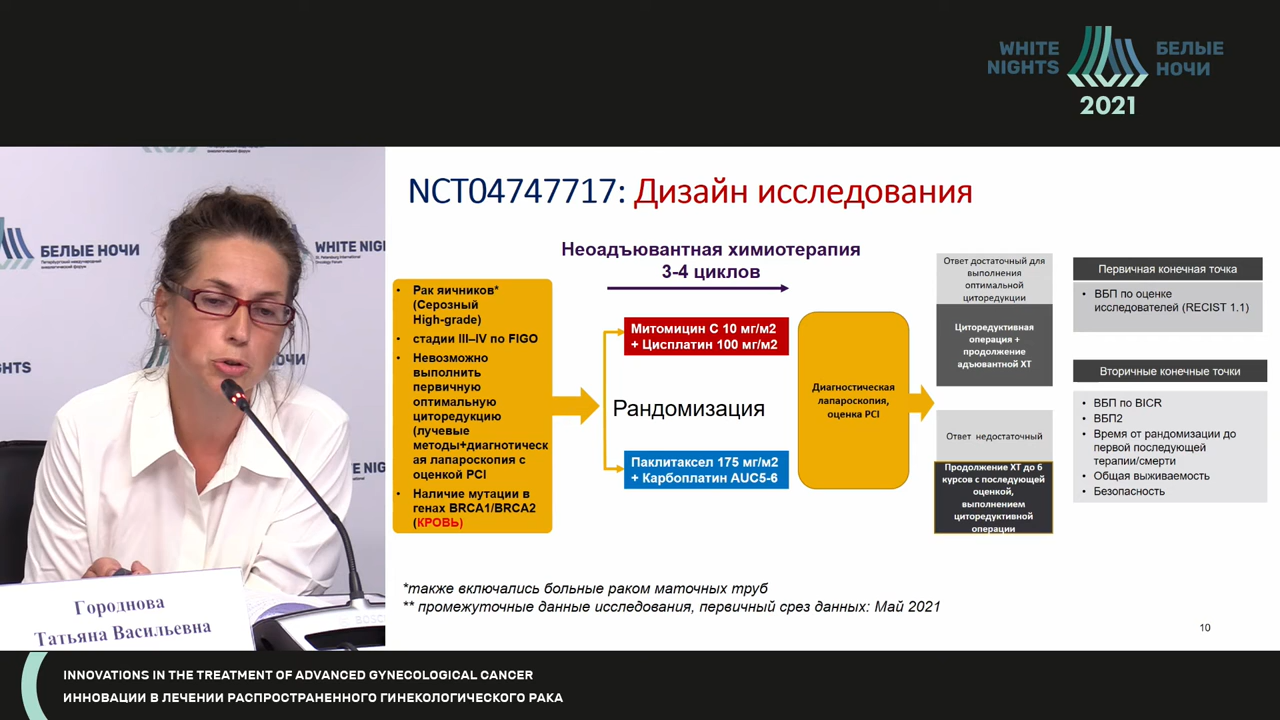 WHITE NIGHTS
БЕЛЫЕ НОЧИ
2021
БЕЛЫЕ НОЧИ
WHITE NIGHTS
NCT04747717: Дизайн исследования
Неоадъювантная химиотерапия
3-4 циклов
• Рак яичников*
(Серозный
High-grade)
• стадии III–IV по FIGO
• Невозможно
выполнить
первичную
оптимальную
циторедукцию
(лучевые
методы+диагнотическ
ая лапароскопия с
оценкой PCI
• Наличие мутации в
генах BRCA1/BRCA2
(КРОВЬ)
Митомицин С 10 мг/м2
+ Цисплатин 100 мг/м2
Рандомизация
Паклитаксел 175 мг/м2
+ Карбоплатин AUC5-6
Диагностическая
лапароскопия,
оценка PCI
Ответ достаточный для
выполнения
оптимальной
циторедукции
Циторедуктивная
операция +
продолжение
адъювантной ХТ
Ответ недостаточный
Продолжение ХТ до 6
курсов с последующей
оценкой,
выполнением
циторедуктивной
операции
Первичная конечная точка
• ВБП по оценке
исследователей (RECIST 1.1)
Вторичные конечные точки
• ВБП по BICR
• ВБП2
• Время от рандомизации до
первой последующей
терапии/смерти
• Общая выживаемость
• Безопасность
*также включались больные раком маточных труб
** промежуточные данные исследования, первичный срез данных: Май 2021
10
Городнова
Татьяна Васильевна
INNOVATIONS IN THE TREATMENT OF ADVANCED GYNECOLOGICAL CANCER
ИННОВАЦИИ В ЛЕЧЕНИИ РАСПРОСТРАНЕННОГО ГИНЕКОЛОГИЧЕСКОГО РАКА